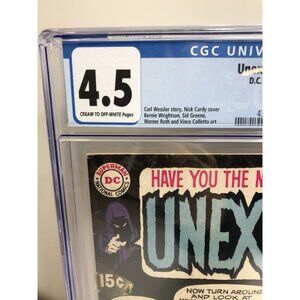 CGC UNIV
Unex
D.C.
4.5
CREAM TO OFF-WHITE Pages
Carl Wessler story, Nick Cardy cover
Bernie Wrightson, Sid Greene,
Werner Roth and Vince Colletta art
SUPERMAN
DC
NATIONAL COMICS
HAVE YOU THE N
UNEX
15¢
NOW TURN AROUND
AND LOOK AT